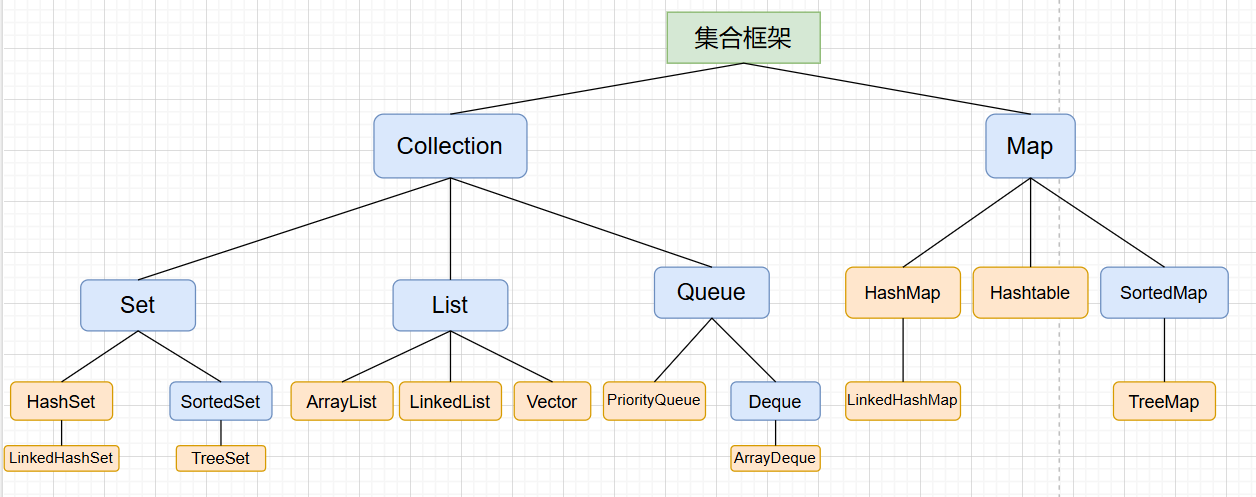 集合框架
Collection
Map
Set
List
Queue
HashMap
Hashtable
SortedMap
HashSet
SortedSet
ArrayList
LinkedList
Vector
PriorityQueue
Deque
LinkedHashMap
TreeMap
LinkedHashSet
TreeSet
ArrayDeque